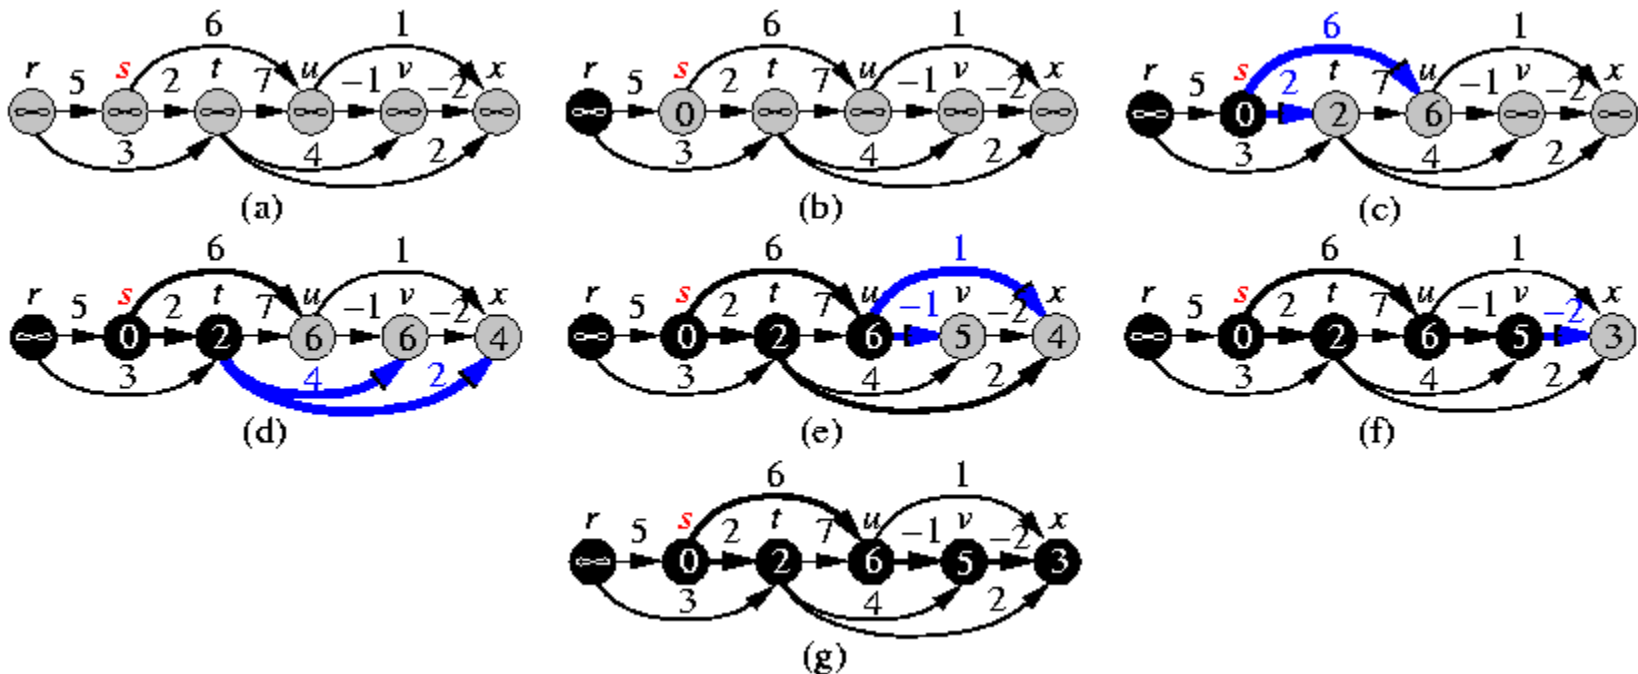 6 1
r 5 s 2 t 7 u −1 v −2 x
∞ ∞ ∞ ∞ ∞ ∞
3 4 2
(a)
6 1
r 5 s 2 t 7 u −1 v −2 x
∞ 0 ∞ ∞ ∞ ∞
3 4 2
(b)
6 1
r 5 s 2 t 7 u −1 v −2 x
∞ 0 2 6 ∞ ∞
3 4 2
(c)
6 1
r 5 s 2 t 7 u −1 v −2 x
∞ 0 2 6 6 4
3 4 2
(d)
6 1
r 5 s 2 t 7 u −1 v −2 x
∞ 0 2 6 5 4
3 4 2
(e)
6 1
r 5 s 2 t 7 u −1 v −2 x
∞ 0 2 6 5 3
3 4 2
(f)
6 1
r 5 s 2 t 7 u −1 v −2 x
∞ 0 2 6 5 3
3 4 2
(g)